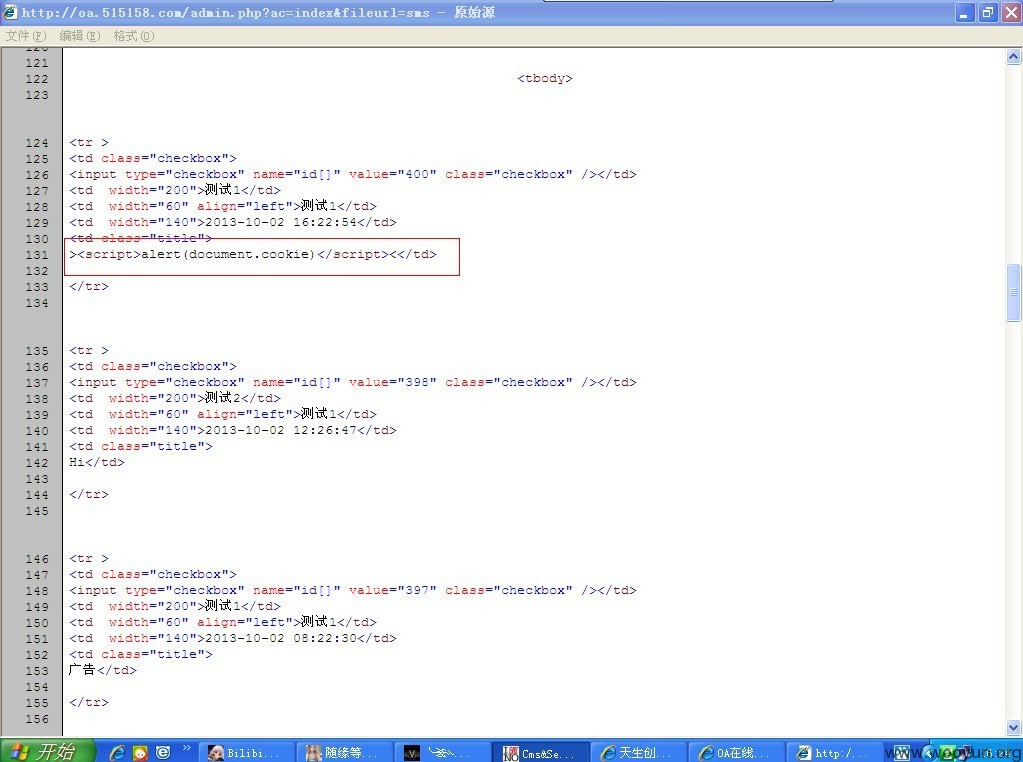 http://oa.515158.com/admin.php?ac=index&fileurl=sms - 原始源
文件(F) 编辑(E) 格式(O)
120
121
122 <tbody>
123
124 <tr >
125 <td class="checkbox">
126 <input type="checkbox" name="id[]" value="400" class="checkbox" /></td>
127 <td  width="200">测试1</td>
128 <td  width="60" align="left">测试1</td>
129 <td  width="140">2013-10-02 16:22:54</td>
130 <td class="title">
131 ><script>alert(document.cookie)</script><</td>
132
133 </tr>
134
135 <tr >
136 <td class="checkbox">
137 <input type="checkbox" name="id[]" value="398" class="checkbox" /></td>
138 <td  width="200">测试2</td>
139 <td  width="60" align="left">测试1</td>
140 <td  width="140">2013-10-02 12:26:47</td>
141 <td class="title">
142 Hi</td>
143
144 </tr>
145
146 <tr >
147 <td class="checkbox">
148 <input type="checkbox" name="id[]" value="397" class="checkbox" /></td>
149 <td  width="200">测试1</td>
150 <td  width="60" align="left">测试1</td>
151 <td  width="140">2013-10-02 08:22:30</td>
152 <td class="title">
153 广告</td>
154
155 </tr>
156
开始 » Bilibi... 随缘等... Cms&Se... 天生创... OA在线... http:/...
www.wooyun.org